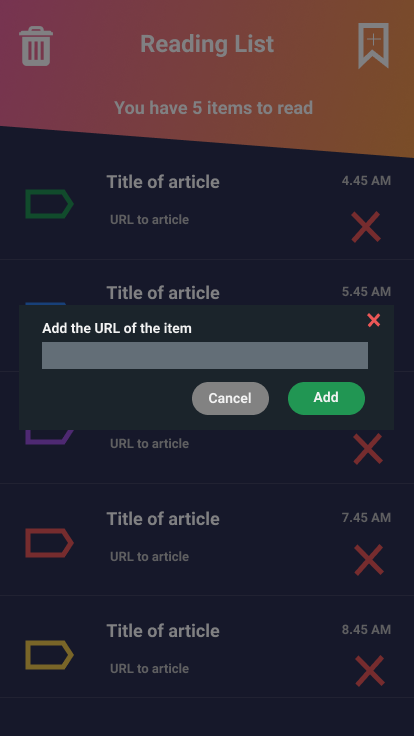 Reading List
You have 5 items to read
Title of article
4.45 AM
URL to article
Title of article
5.45 AM
Add the URL of the item
Cancel
Add
URL to article
Title of article
7.45 AM
URL to article
Title of article
8.45 AM
URL to article